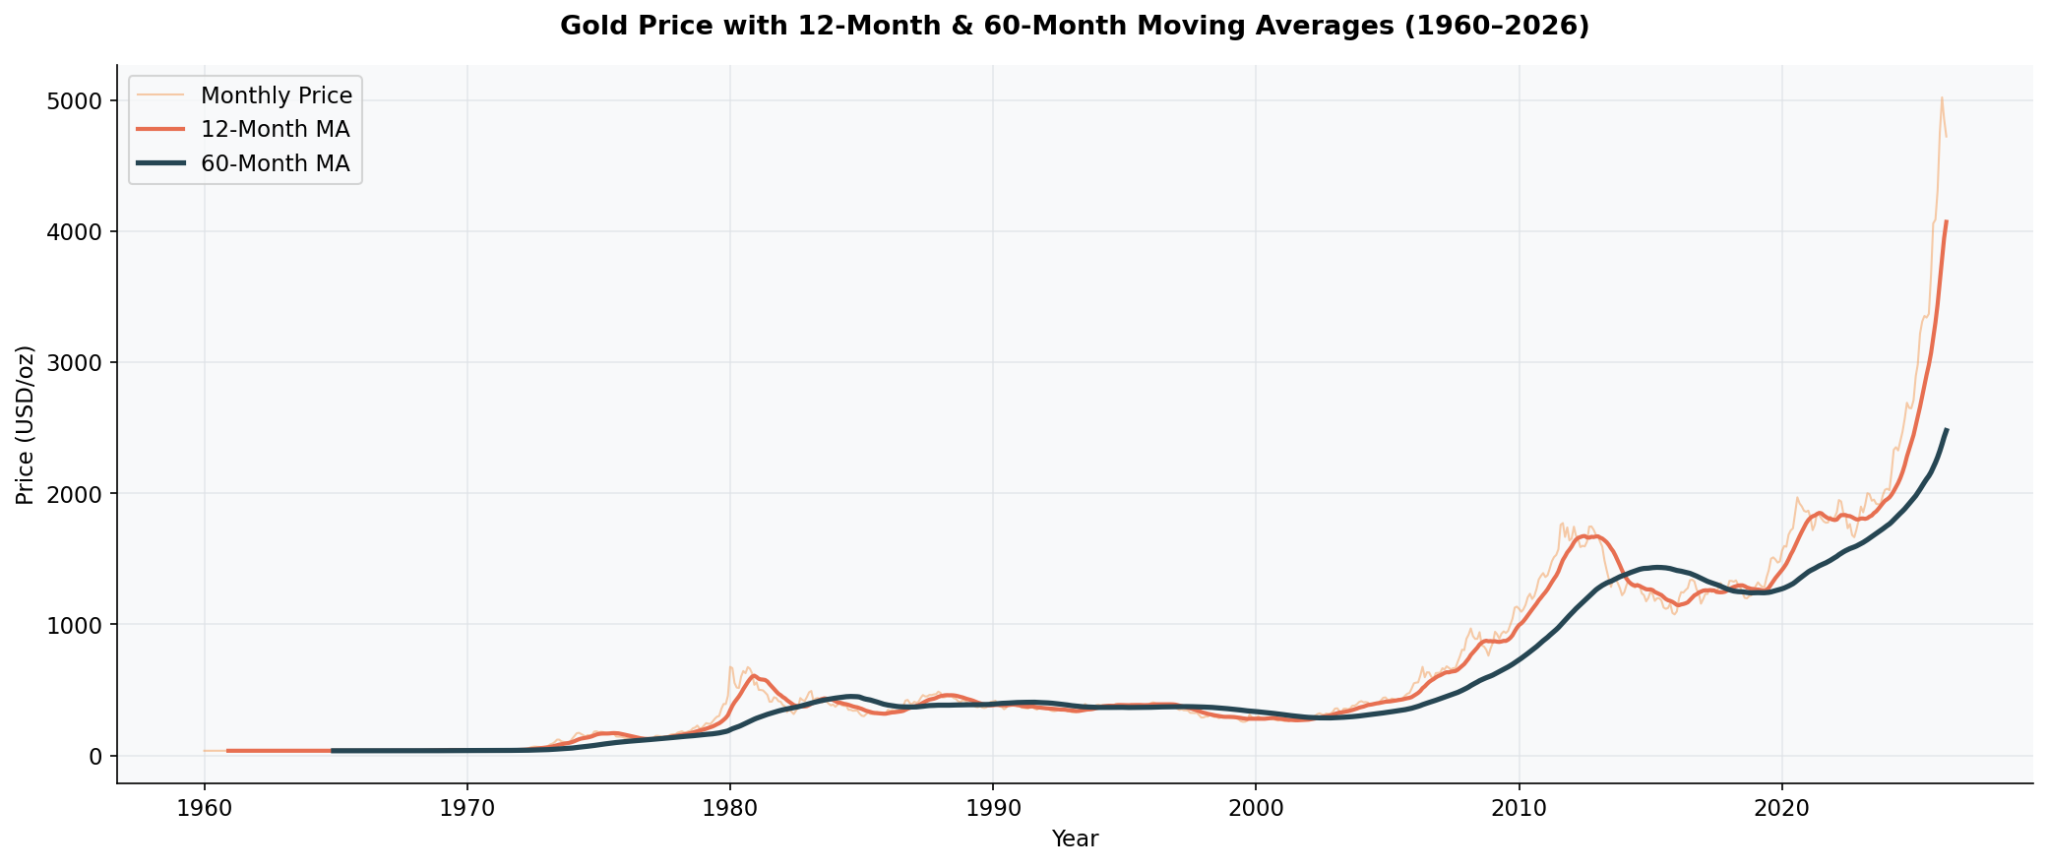 Gold Price with 12-Month & 60-Month Moving Averages (1960–2026)
Monthly Price
12-Month MA
60-Month MA
Price (USD/oz)
5000
4000
3000
2000
1000
0
1960 1970 1980 1990 2000 2010 2020
Year